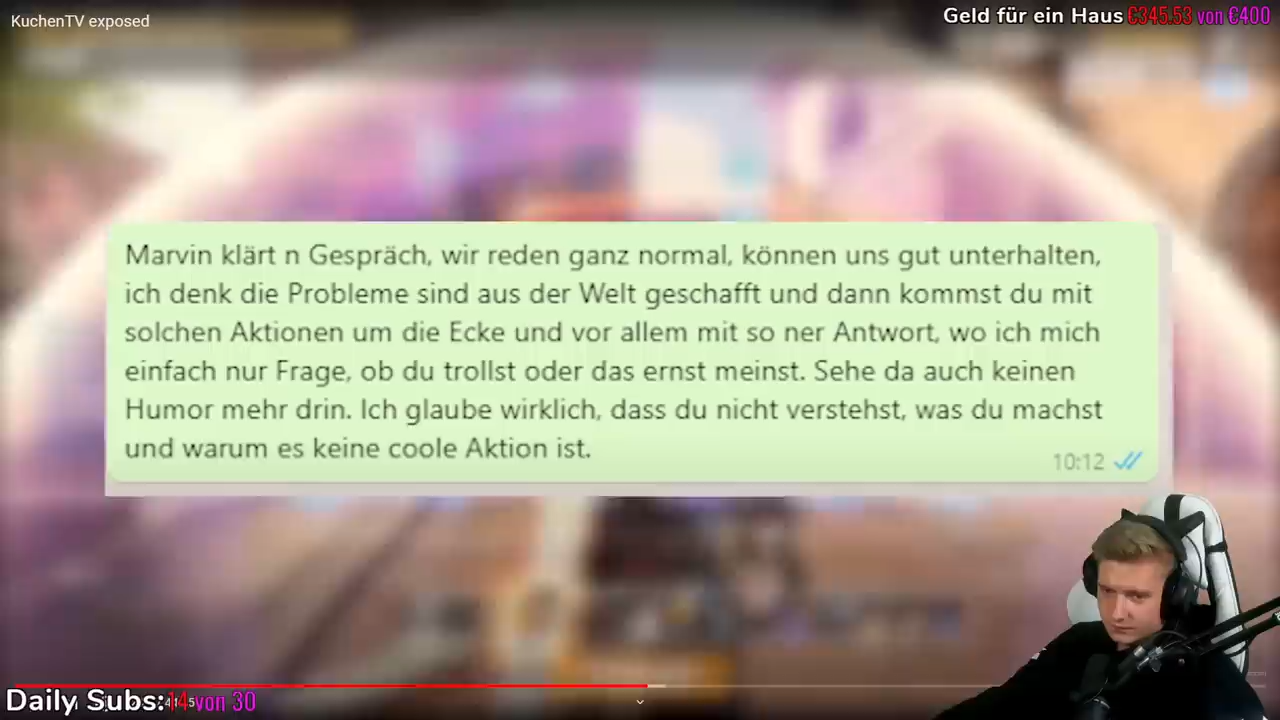 KuchenTV exposed
Geld für ein Haus €345.53 von €400
Marvin klärt n Gespräch, wir reden ganz normal, können uns gut unterhalten,
ich denk die Probleme sind aus der Welt geschafft und dann kommst du mit
solchen Aktionen um die Ecke und vor allem mit so ner Antwort, wo ich mich
einfach nur Frage, ob du trollst oder das ernst meinst. Sehe da auch keinen
Humor mehr drin. Ich glaube wirklich, dass du nicht verstehst, was du machst
und warum es keine coole Aktion ist.
10:12
Daily Subs: 14 von 30